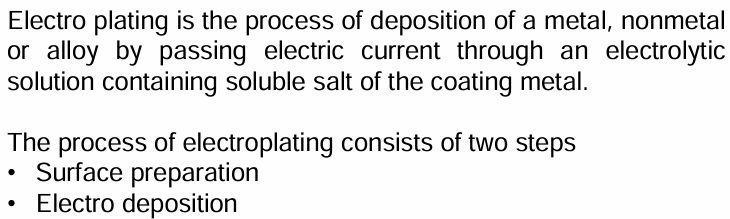 Electro plating is the process of deposition of a metal, nonmetal
or alloy by passing electric current through an electrolytic
solution containing soluble salt of the coating metal.
The process of electroplating consists of two steps
• Surface preparation
• Electro deposition